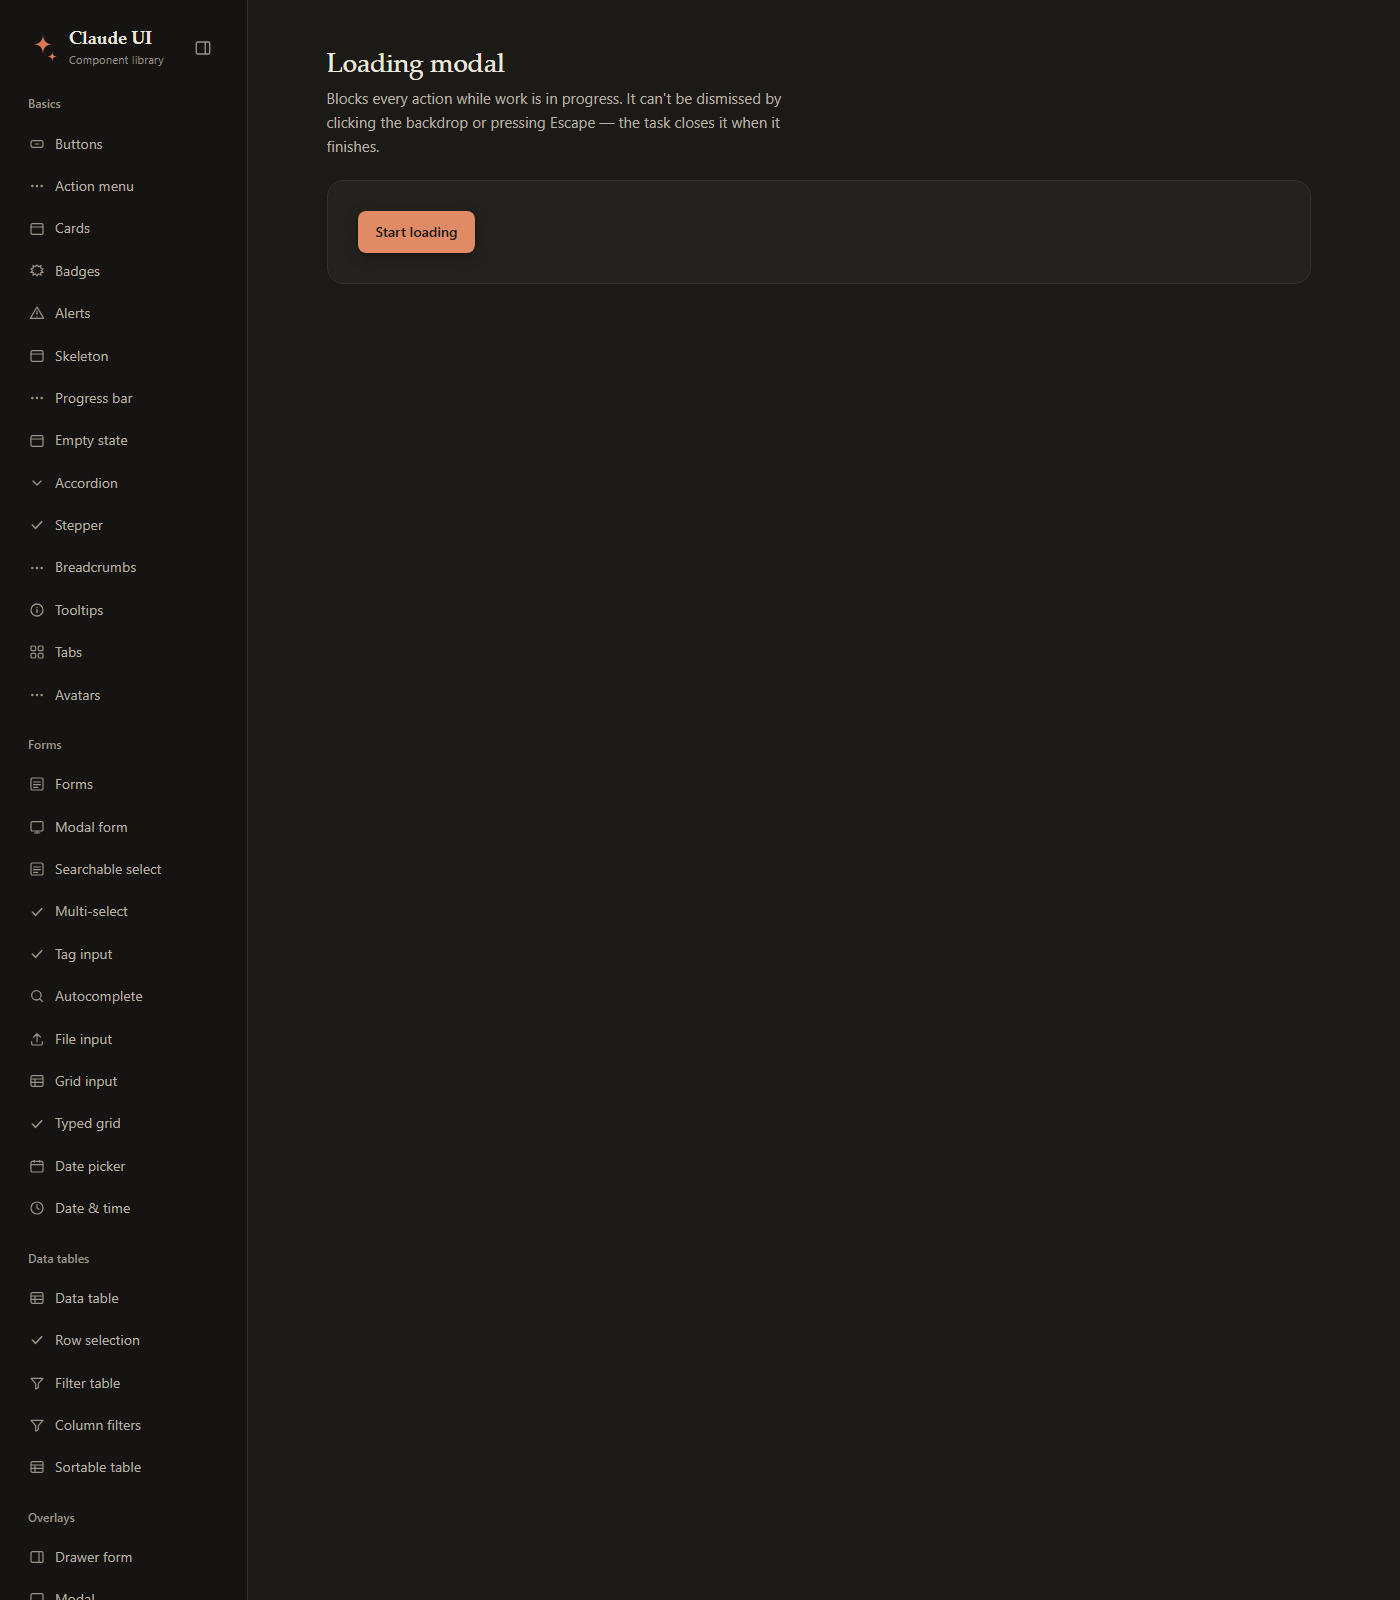 Claude UI
Component library
Basics
Buttons
Action menu
Cards
Badges
Alerts
Skeleton
Progress bar
Empty state
Accordion
Stepper
Breadcrumbs
Tooltips
Tabs
Avatars
Forms
Forms
Modal form
Searchable select
Multi-select
Tag input
Autocomplete
File input
Grid input
Typed grid
Date picker
Date & time
Data tables
Data table
Row selection
Filter table
Column filters
Sortable table
Overlays
Drawer form
Modal
Loading modal
Blocks every action while work is in progress. It can't be dismissed by
clicking the backdrop or pressing Escape — the task closes it when it
finishes.
Start loading